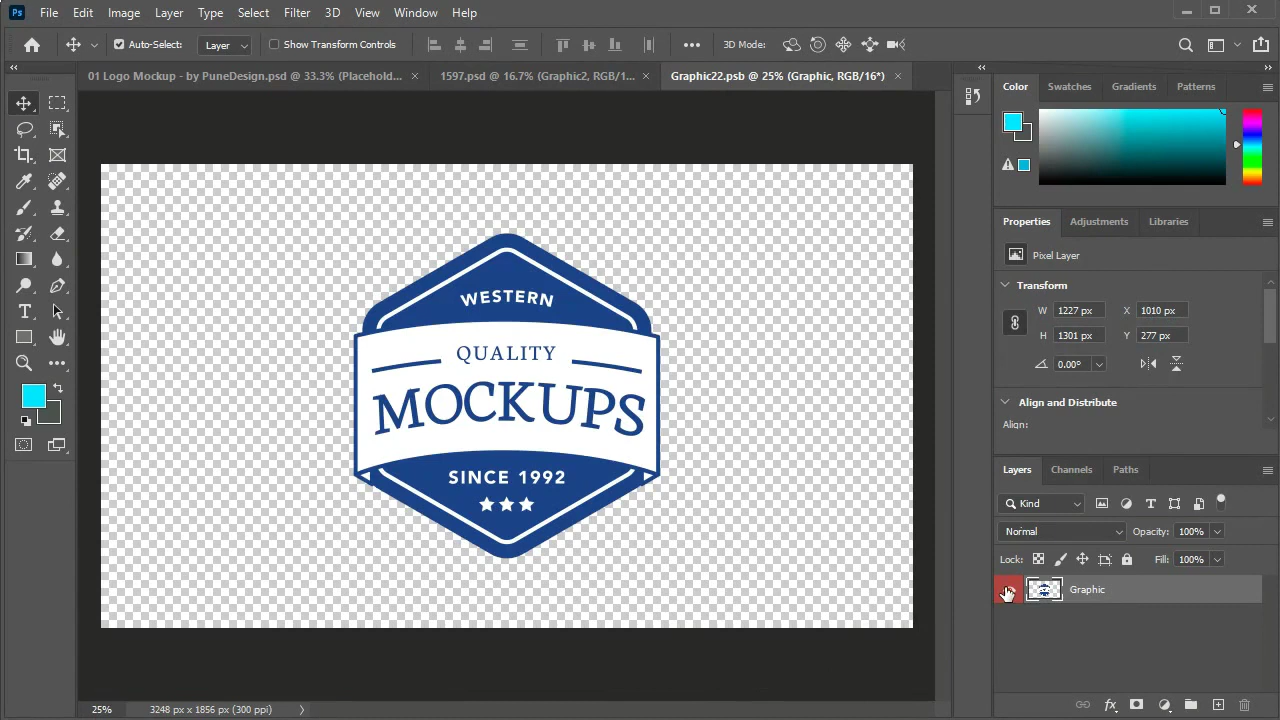 Ps File Edit Image Layer Type Select Filter 3D View Window Help
Auto-Select: Layer Show Transform Controls 3D Mode:
01 Logo Mockup - by PuneDesign.psd @ 33.3% (Placehold... 1597.psd @ 16.7% (Graphic2, RGB/1... Graphic22.psb @ 25% (Graphic, RGB/16*)
WESTERN
QUALITY
MOCKUPS
SINCE 1992
Color Swatches Gradients Patterns
Properties Adjustments Libraries
Pixel Layer
Transform
W 1227 px X 1010 px
H 1301 px Y 277 px
0.00°
Align and Distribute
Align:
Layers Channels Paths
Kind
Normal Opacity: 100%
Lock: Fill: 100%
Graphic
25% 3248 px x 1856 px (300 ppi)